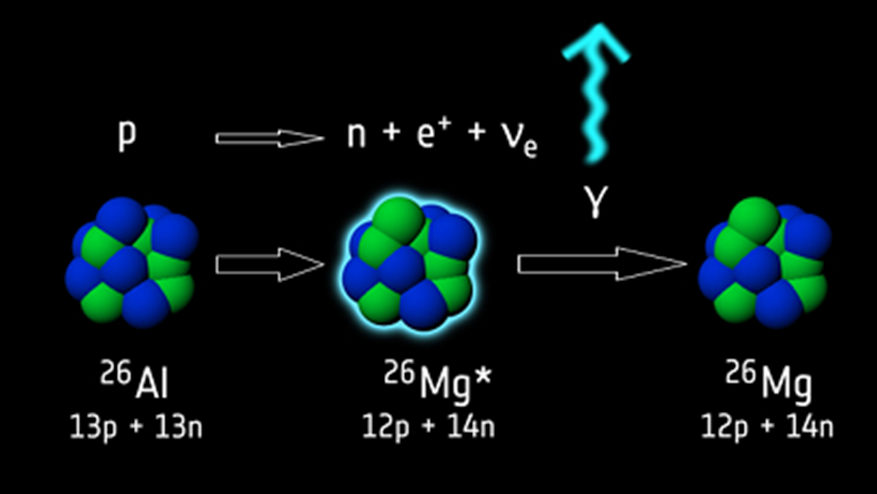 p n + e⁺ + νₑ
γ
²⁶Al ²⁶Mg* ²⁶Mg
13p + 13n 12p + 14n 12p + 14n